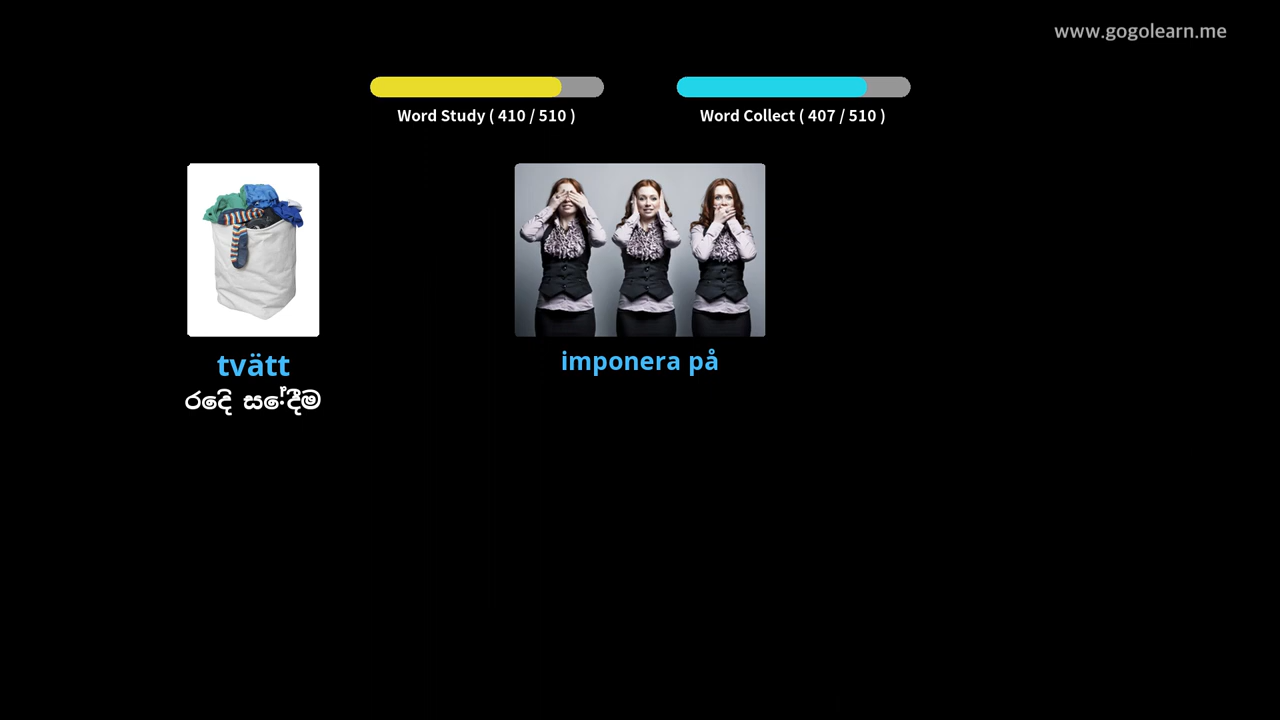 www.gogolearn.me
Word Study ( 410 / 510 )
Word Collect ( 407 / 510 )
tvätt
රෙදි සේදීම
imponera på